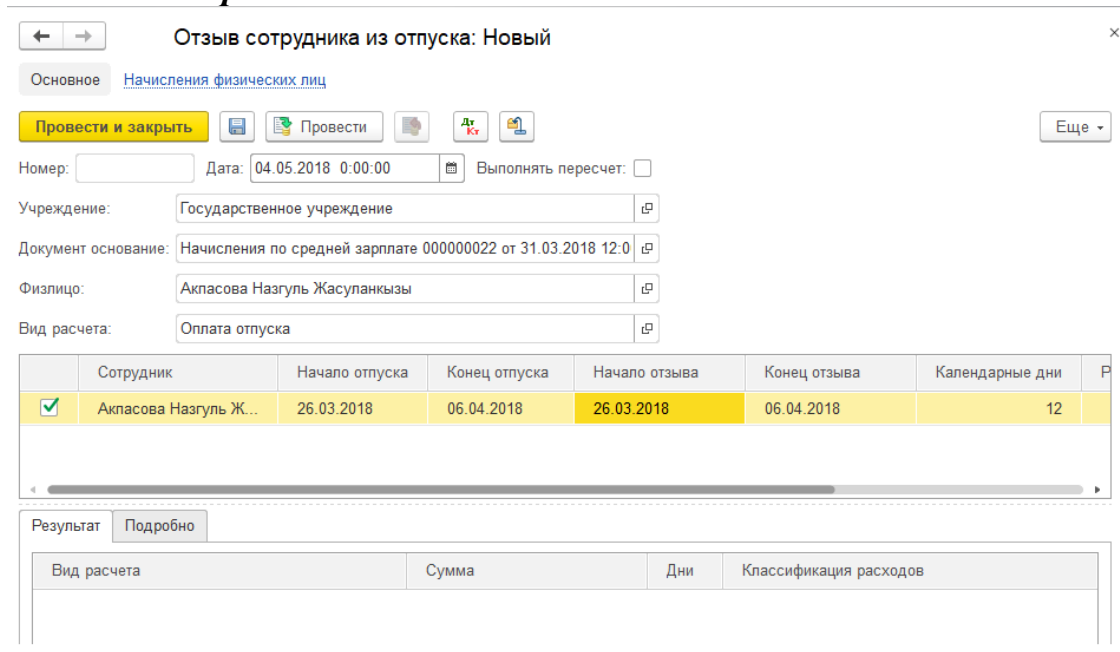 Отзыв сотрудника из отпуска: Новый
Основное Начисления физических лиц
Провести и закрыть Провести Дт Кт Еще
Номер: Дата: 04.05.2018 0:00:00 Выполнять пересчет:
Учреждение: Государственное учреждение
Документ основание: Начисления по средней зарплате 000000022 от 31.03.2018 12:0
Физлицо: Акпасова Назгуль Жасуланкызы
Вид расчета: Оплата отпуска
Сотрудник Начало отпуска Конец отпуска Начало отзыва Конец отзыва Календарные дни Р
Акпасова Назгуль Ж... 26.03.2018 06.04.2018 26.03.2018 06.04.2018 12
Результат Подробно
Вид расчета Сумма Дни Классификация расходов